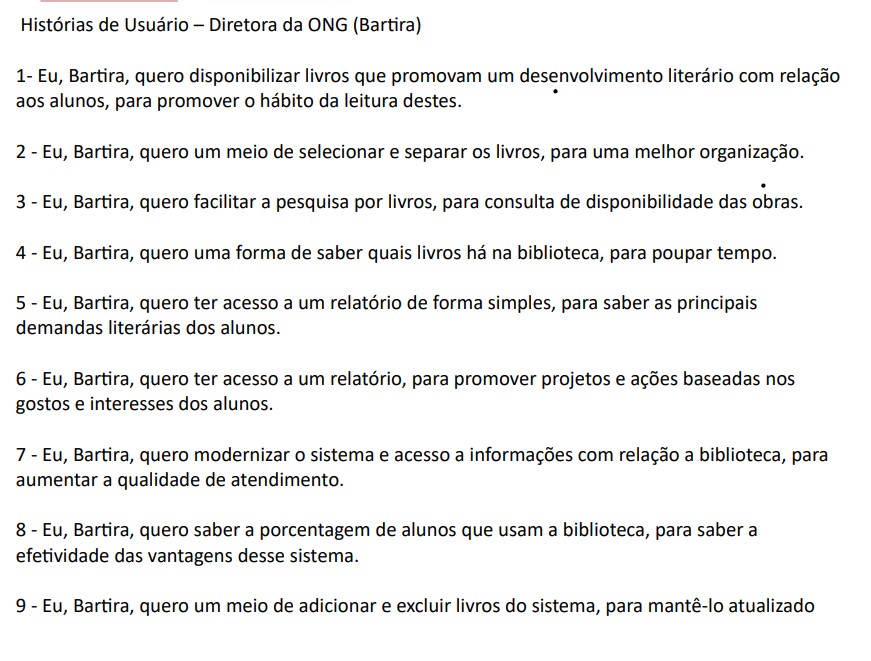 Histórias de Usuário – Diretora da ONG (Bartira)
1- Eu, Bartira, quero disponibilizar livros que promovam um desenvolvimento literário com relação
aos alunos, para promover o hábito da leitura destes.
2 - Eu, Bartira, quero um meio de selecionar e separar os livros, para uma melhor organização.
3 - Eu, Bartira, quero facilitar a pesquisa por livros, para consulta de disponibilidade das obras.
4 - Eu, Bartira, quero uma forma de saber quais livros há na biblioteca, para poupar tempo.
5 - Eu, Bartira, quero ter acesso a um relatório de forma simples, para saber as principais
demandas literárias dos alunos.
6 - Eu, Bartira, quero ter acesso a um relatório, para promover projetos e ações baseadas nos
gostos e interesses dos alunos.
7 - Eu, Bartira, quero modernizar o sistema e acesso a informações com relação a biblioteca, para
aumentar a qualidade de atendimento.
8 - Eu, Bartira, quero saber a porcentagem de alunos que usam a biblioteca, para saber a
efetividade das vantagens desse sistema.
9 - Eu, Bartira, quero um meio de adicionar e excluir livros do sistema, para mantê-lo atualizado